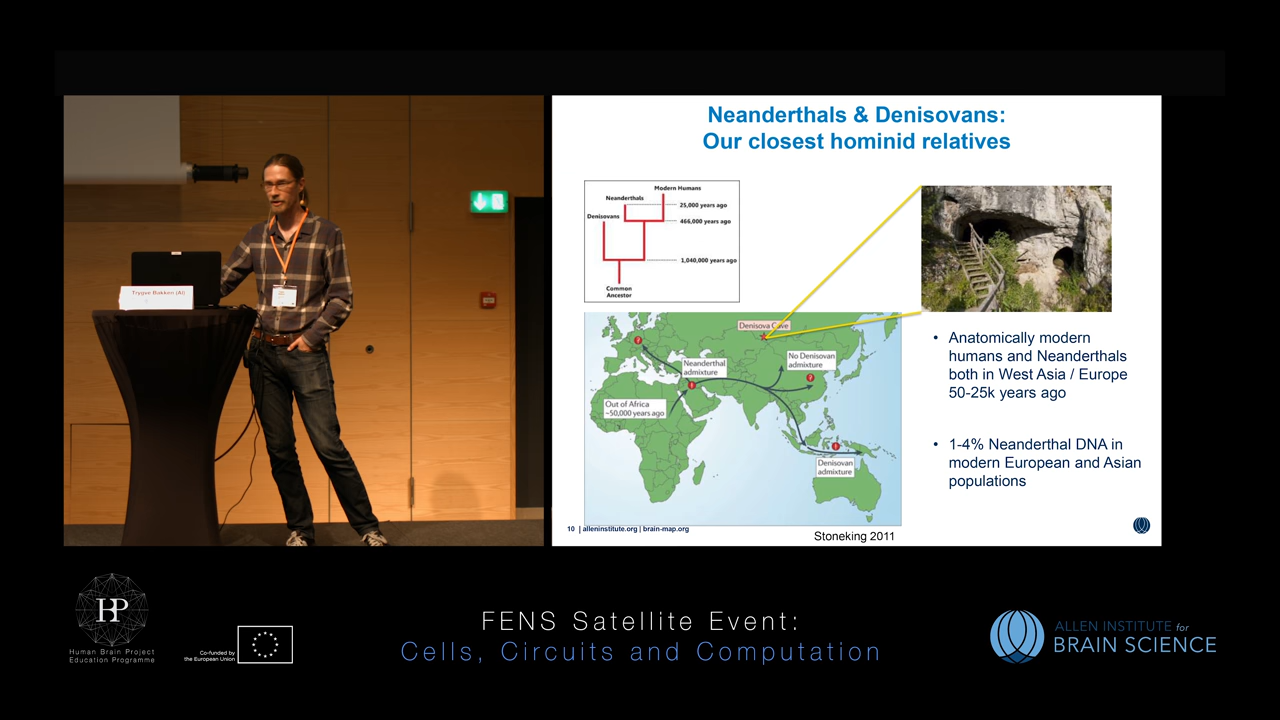 Neanderthals & Denisovans:
Our closest hominid relatives
Modern Humans
Neanderthals
25,000 years ago
Denisovans
466,000 years ago
1,040,000 years ago
Common
Ancestor
Denisova Cave
?
Neanderthal
admixture
No Denisovan
admixture
?
!
Out of Africa
~50,000 years ago
!
Denisovan
admixture
• Anatomically modern
humans and Neanderthals
both in West Asia / Europe
50-25k years ago
• 1-4% Neanderthal DNA in
modern European and Asian
populations
10 | alleninstitute.org | brain-map.org
Stoneking 2011
Trygve Bakken (AI)
HBP
Human Brain Project
Education Programme
Co-funded by
the European Union
FENS Satellite Event:
Cells, Circuits and Computation
ALLEN INSTITUTE for
BRAIN SCIENCE